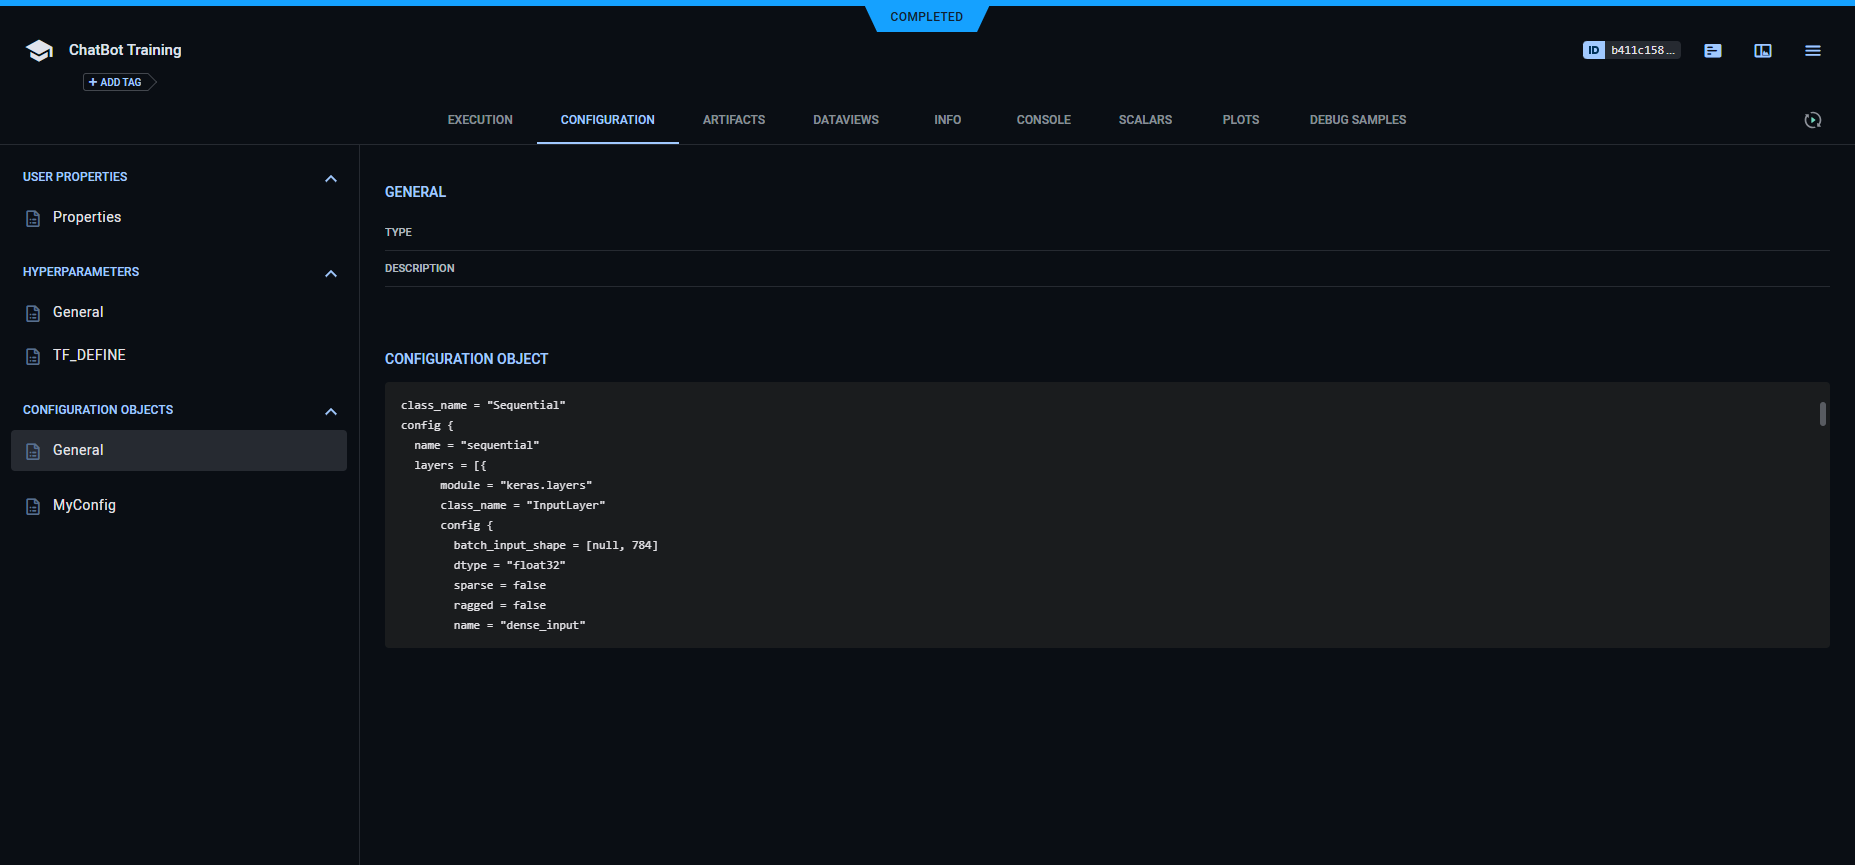 COMPLETED
ChatBot Training
ID b411c158 ...
+ ADD TAG
EXECUTION CONFIGURATION ARTIFACTS DATAVIEWS INFO CONSOLE SCALARS PLOTS DEBUG SAMPLES
USER PROPERTIES
Properties
HYPERPARAMETERS
General
TF_DEFINE
CONFIGURATION OBJECTS
General
MyConfig
GENERAL
TYPE
DESCRIPTION
CONFIGURATION OBJECT
class_name = "Sequential"
config {
  name = "sequential"
  layers = [{
      module = "keras.layers"
      class_name = "InputLayer"
      config {
        batch_input_shape = [null, 784]
        dtype = "float32"
        sparse = false
        ragged = false
        name = "dense_input"